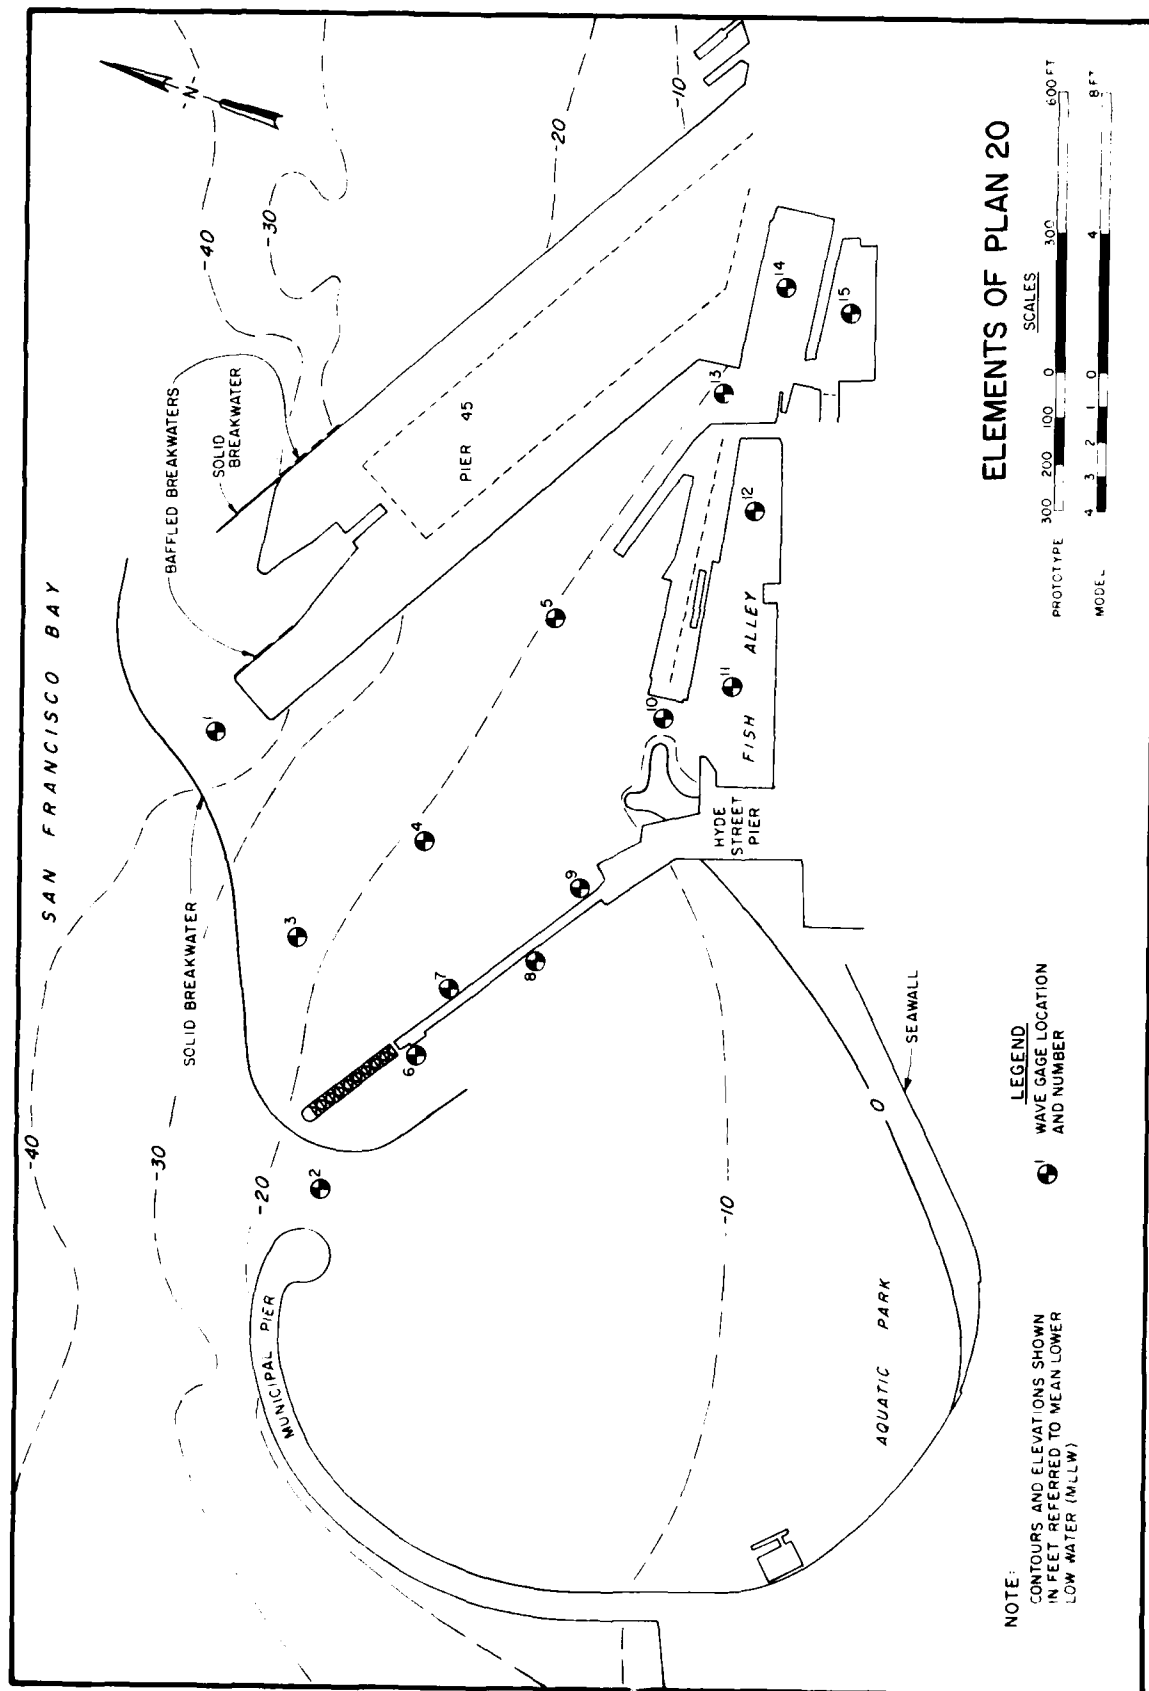 SAN FRANCISCO BAY
-N-
-40
-30
-20
-10
-40
-30
-20
-10
0
SOLID BREAKWATER
BAFFLED BREAKWATERS
SOLID
BREAKWATER
PIER 45
MUNICIPAL PIER
HYDE
STREET
PIER
FISH ALLEY
AQUATIC PARK
SEAWALL
1
2
3
4
5
6
7
8
9
10
11
12
13
14
15
NOTE:
CONTOURS AND ELEVATIONS SHOWN
IN FEET REFERRED TO MEAN LOWER
LOW WATER (MLLW)
LEGEND
1 WAVE GAGE LOCATION
AND NUMBER
ELEMENTS OF PLAN 20
SCALES
PROTOTYPE 300 200 100 0 300 600 FT
MODEL 4 3 2 1 0 4 8 FT